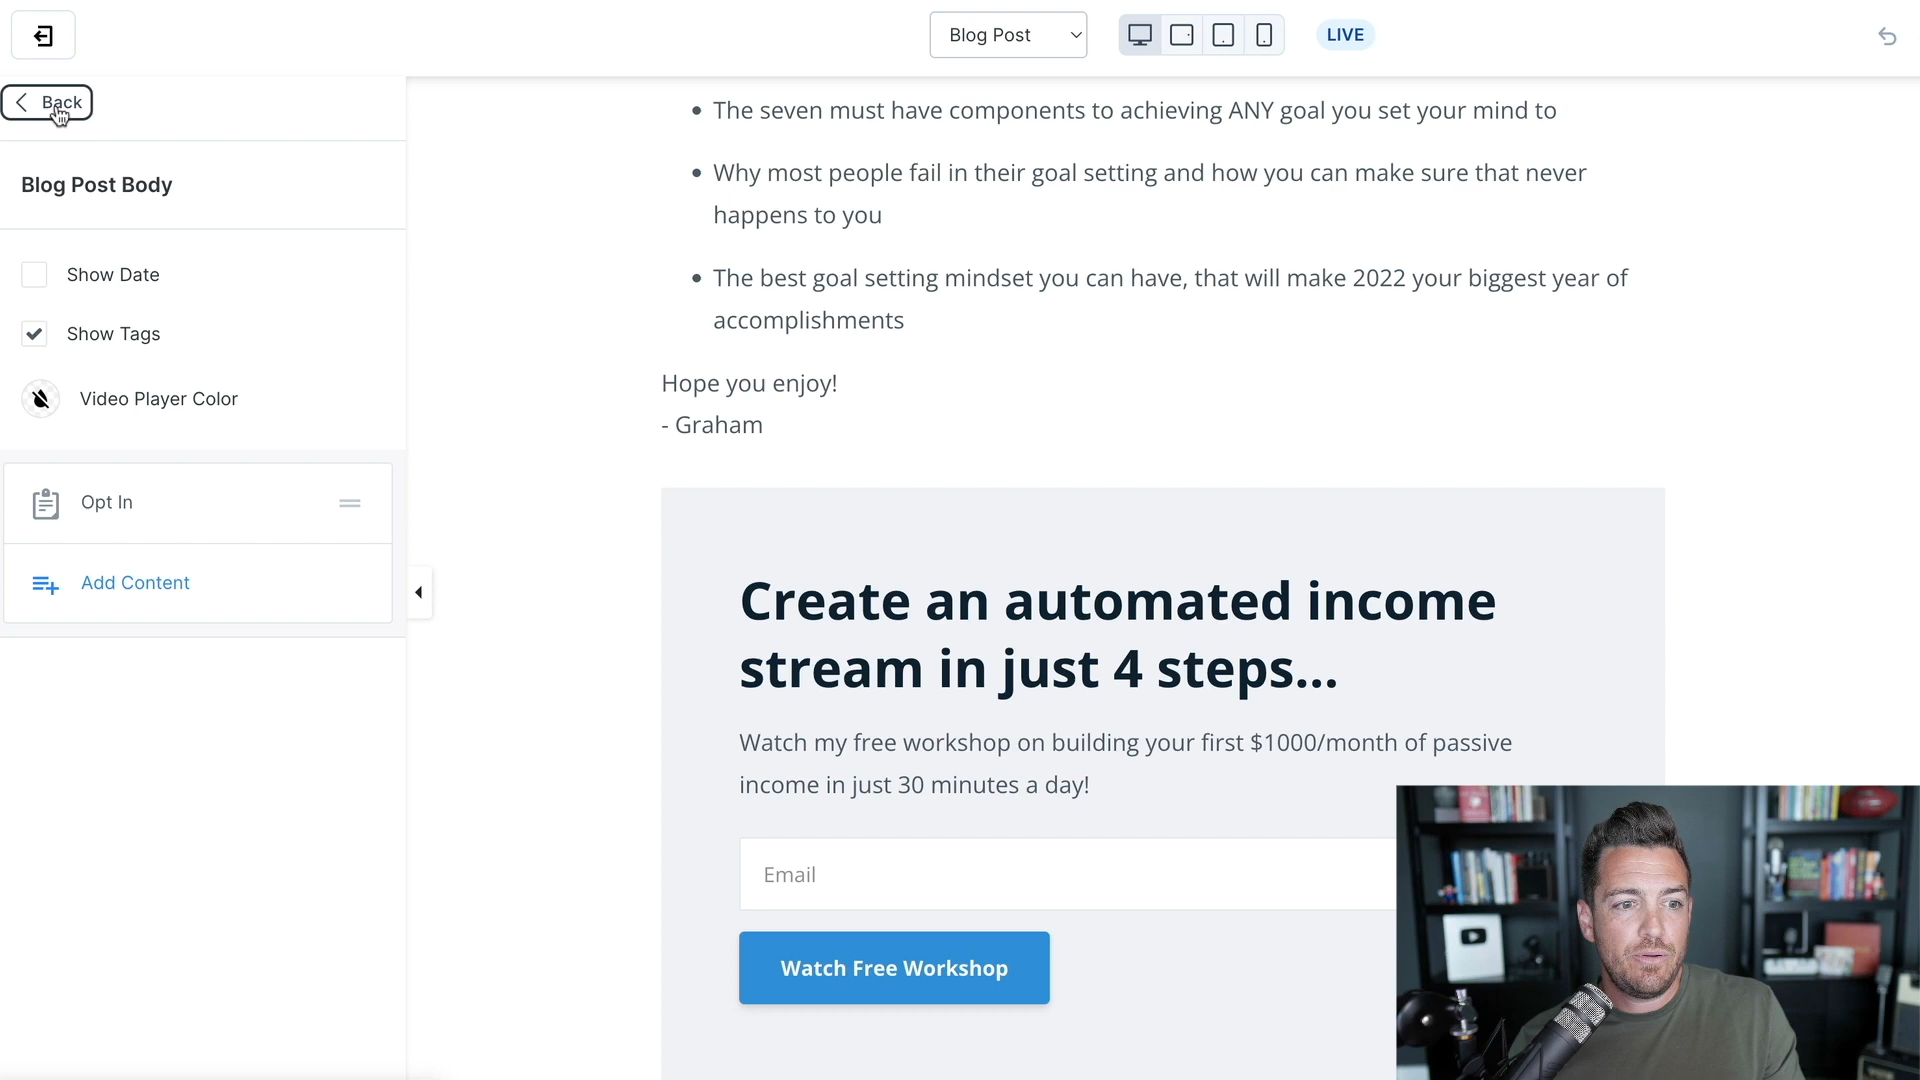 Blog Post
LIVE
Back
Blog Post Body
Show Date
Show Tags
Video Player Color
Opt In
Add Content
• The seven must have components to achieving ANY goal you set your mind to
• Why most people fail in their goal setting and how you can make sure that never
happens to you
• The best goal setting mindset you can have, that will make 2022 your biggest year of
accomplishments
Hope you enjoy!
- Graham
Create an automated income
stream in just 4 steps...
Watch my free workshop on building your first $1000/month of passive
income in just 30 minutes a day!
Email
Watch Free Workshop